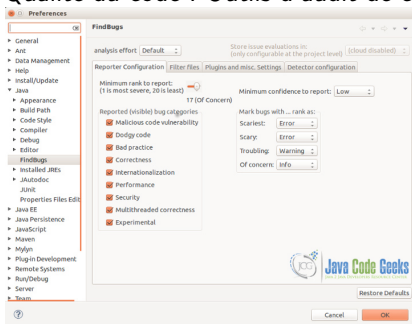 Preferences
FindBugs
General
Ant
Data Management
Help
Install/Update
Java
Appearance
Build Path
Code Style
Compiler
Debug
Editor
FindBugs
Installed JREs
JAutodoc
JUnit
Properties Files Edit
Java EE
Java Persistence
JavaScript
Maven
Mylyn
Plug-in Development
Remote Systems
Run/Debug
Server
Team
analysis effort Default
Store issue evaluations in:
(only configurable at the project level) (cloud disabled)
Reporter Configuration Filter files Plugins and misc. Settings Detector configuration
Minimum rank to report:
(1 is most severe, 20 is least)
17 (Of Concern)
Minimum confidence to report: Low
Reported (visible) bug categories
Malicious code vulnerability
Dodgy code
Bad practice
Correctness
Internationalization
Performance
Security
Multithreaded correctness
Experimental
Mark bugs with ... rank as:
Scariest: Error
Scary: Error
Troubling: Warning
Of concern: Info
jcg
Java Code Geeks
Restore Defaults
Cancel
OK